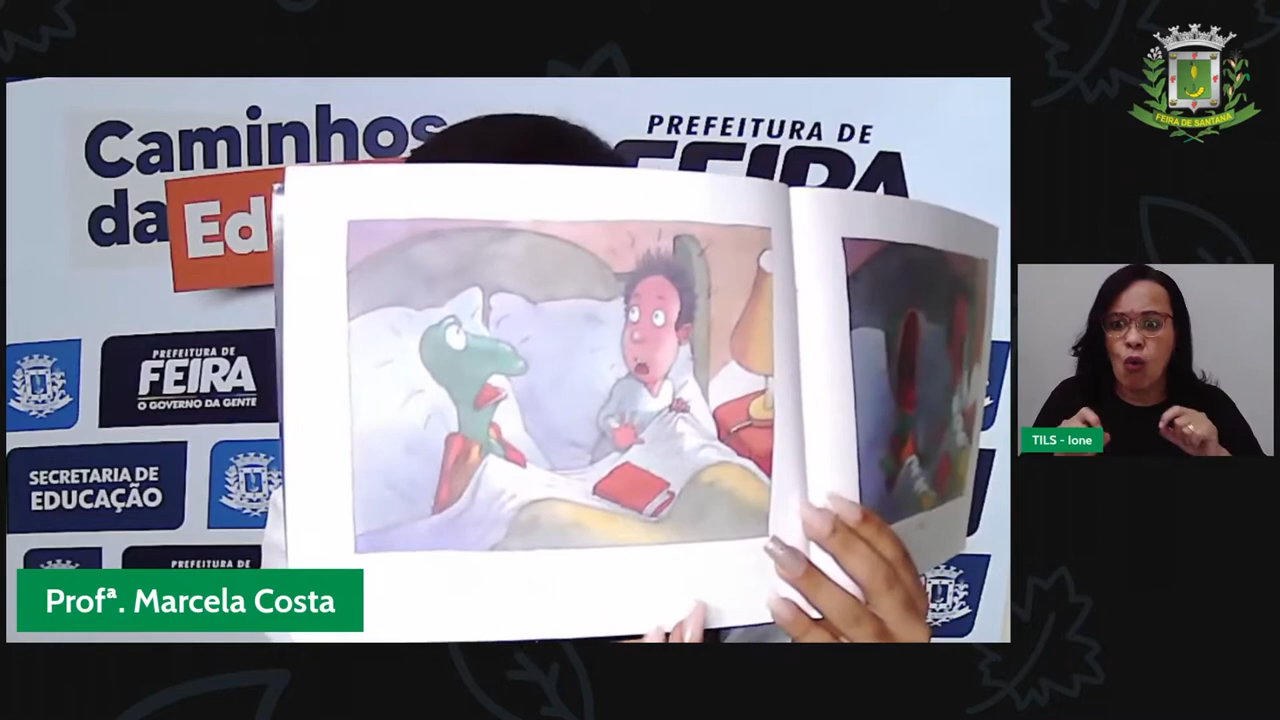 Caminhos
da Ed
PREFEITURA DE
FEIRA
PREFEITURA DE
FEIRA
O GOVERNO DA GENTE
SECRETARIA DE
EDUCAÇÃO
PREFEITURA DE
Profª. Marcela Costa
FEIRA DE SANTANA
TILS - Ione